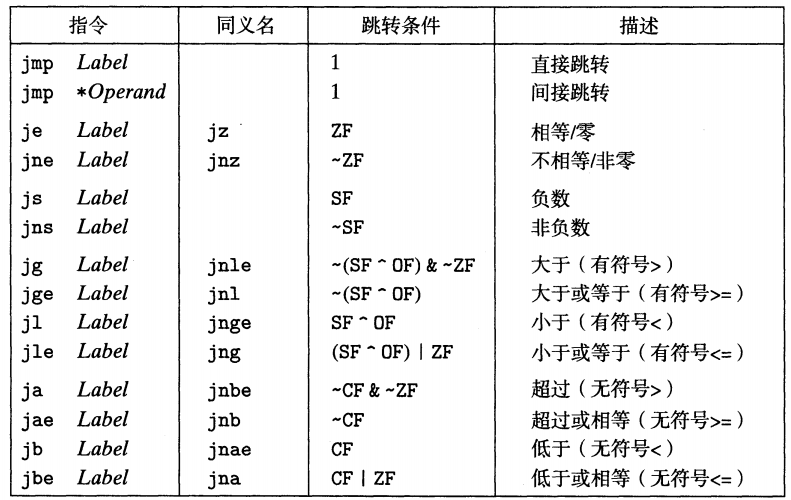 指令 同义名 跳转条件 描述
jmp Label 1 直接跳转
jmp *Operand 1 间接跳转
je Label jz ZF 相等/零
jne Label jnz ~ZF 不相等/非零
js Label SF 负数
jns Label ~SF 非负数
jg Label jnle ~(SF ^ OF) & ~ZF 大于（有符号>）
jge Label jnl ~(SF ^ OF) 大于或等于（有符号>=）
jl Label jnge SF ^ OF 小于（有符号<）
jle Label jng (SF ^ OF) | ZF 小于或等于（有符号<=）
ja Label jnbe ~CF & ~ZF 超过（无符号>）
jae Label jnb ~CF 超过或相等（无符号>=）
jb Label jnae CF 低于（无符号<）
jbe Label jna CF | ZF 低于或相等（无符号<=）